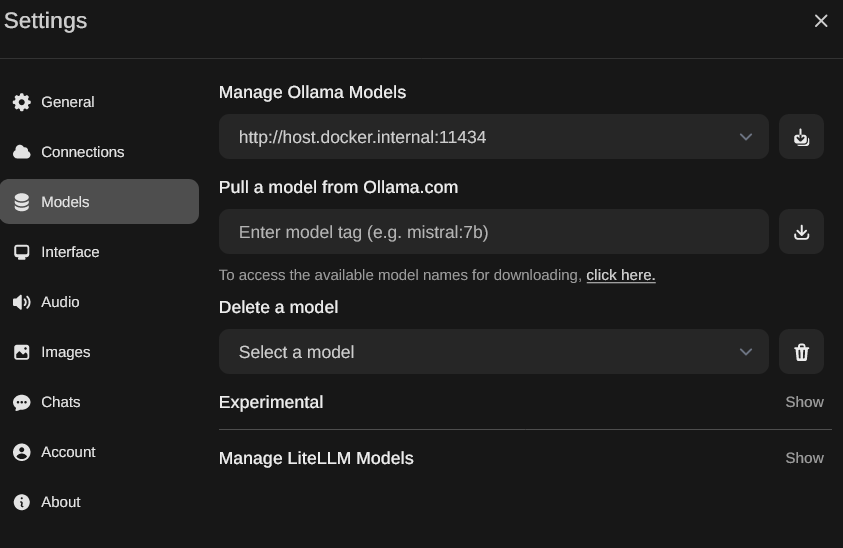 Settings
General
Connections
Models
Interface
Audio
Images
Chats
Account
About
Manage Ollama Models
http://host.docker.internal:11434
Pull a model from Ollama.com
Enter model tag (e.g. mistral:7b)
To access the available model names for downloading, click here.
Delete a model
Select a model
Experimental Show
Manage LiteLLM Models Show